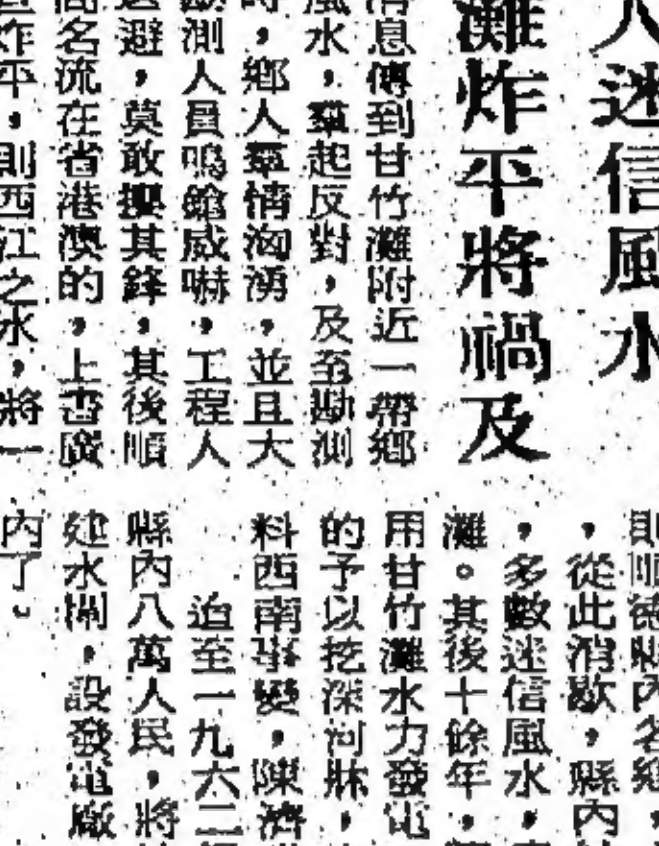 人迷信風水
灘炸平將禍及
消息傳到甘竹灘附近一帶鄉
風水，羣起反對，及至勘測
時，鄉人羣情洶湧，並且大
勘測人員鳴鎗威嚇，工程人
避，莫敢攖其鋒，其後順
名流在省港澳的，上書廣
炸平，則西江之水，將一
則順德縣內各鄉，
，從此消歇，縣內
，多數迷信風水，
灘。其後十餘年，
用甘竹灘水力發電
的予以挖深河牀，
料西南事變，陳濟
迨至一九六二
縣內八萬人民，將
建水閘，設發電廠
內了。